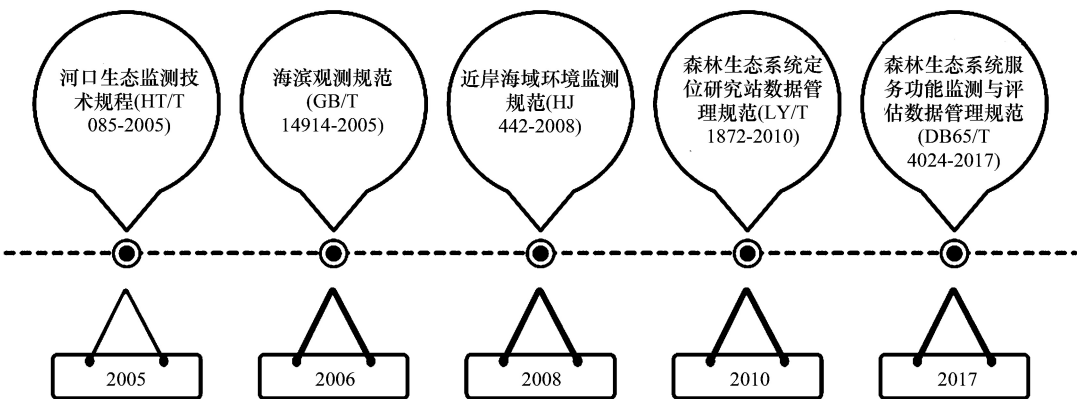 河口生态监测技
术规程(HT/T
085-2005)
海滨观测规范
(GB/T
14914-2005)
近岸海域环境监测
规范(HJ
442-2008)
森林生态系统定
位研究站数据管
理规范(LY/T
1872-2010)
森林生态系统服
务功能监测与评
估数据管理规范
(DB65/T
4024-2017)
2005
2006
2008
2010
2017